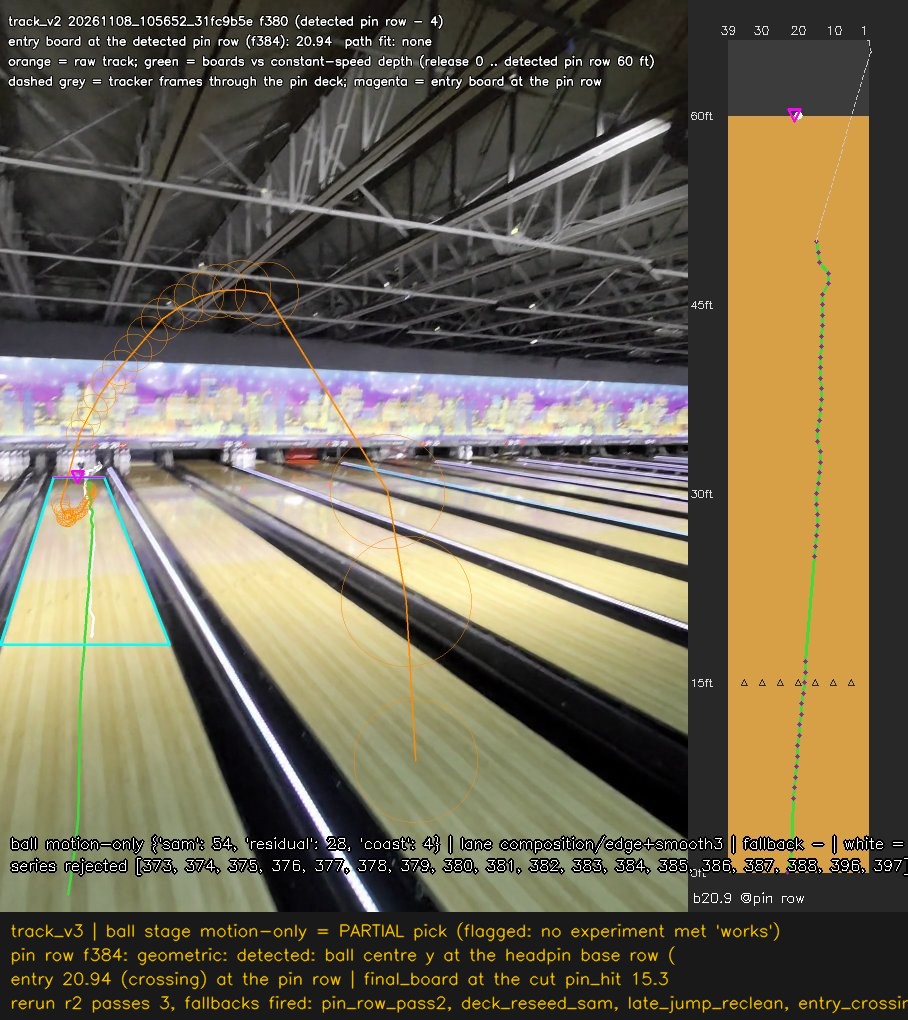 track_v2 20261108_105652_31fc9b5e f380 (detected pin row - 4)
entry board at the detected pin row (f384): 20.94 path fit: none
orange = raw track; green = boards vs constant-speed depth (release 0 .. detected pin row 60 ft)
dashed grey = tracker frames through the pin deck; magenta = entry board at the pin row
39 30 20 10 1
60ft
45ft
30ft
15ft
0ft
ball motion-only {'sam': 54, 'residual': 28, 'coast': 4} | lane composition/edge+smooth3 | fallback - | white =
series rejected [373, 374, 375, 376, 377, 378, 379, 380, 381, 382, 383, 384, 385, 386, 387, 388, 396, 397]
b20.9 @pin row
track_v3 | ball stage motion-only = PARTIAL pick (flagged: no experiment met 'works')
pin row f384: geometric: detected: ball centre y at the headpin base row (
entry 20.94 (crossing) at the pin row | final_board at the cut pin_hit 15.3
rerun r2 passes 3, fallbacks fired: pin_row_pass2, deck_reseed_sam, late_jump_reclean, entry_crossin